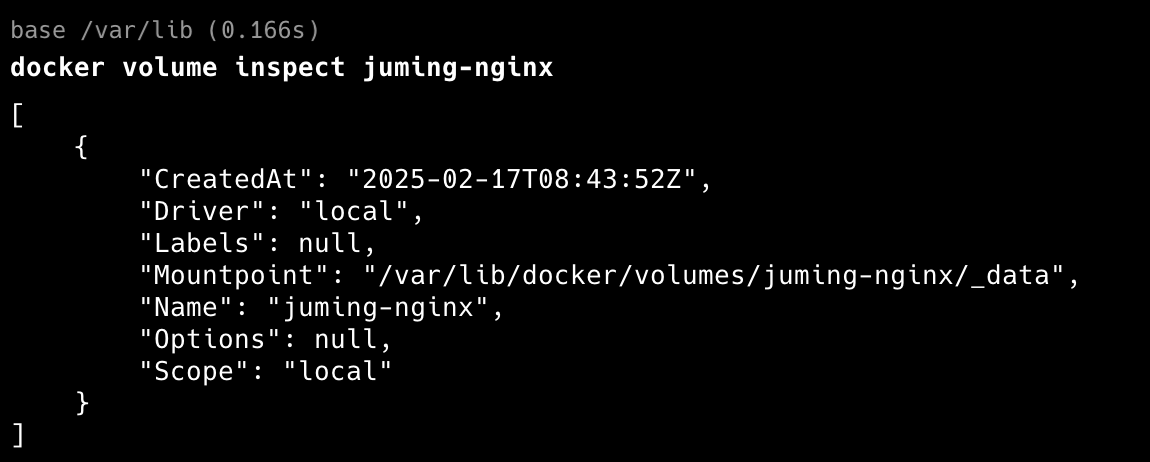 base /var/lib (0.166s)
docker volume inspect juming-nginx
[
    {
        "CreatedAt": "2025-02-17T08:43:52Z",
        "Driver": "local",
        "Labels": null,
        "Mountpoint": "/var/lib/docker/volumes/juming-nginx/_data",
        "Name": "juming-nginx",
        "Options": null,
        "Scope": "local"
    }
]